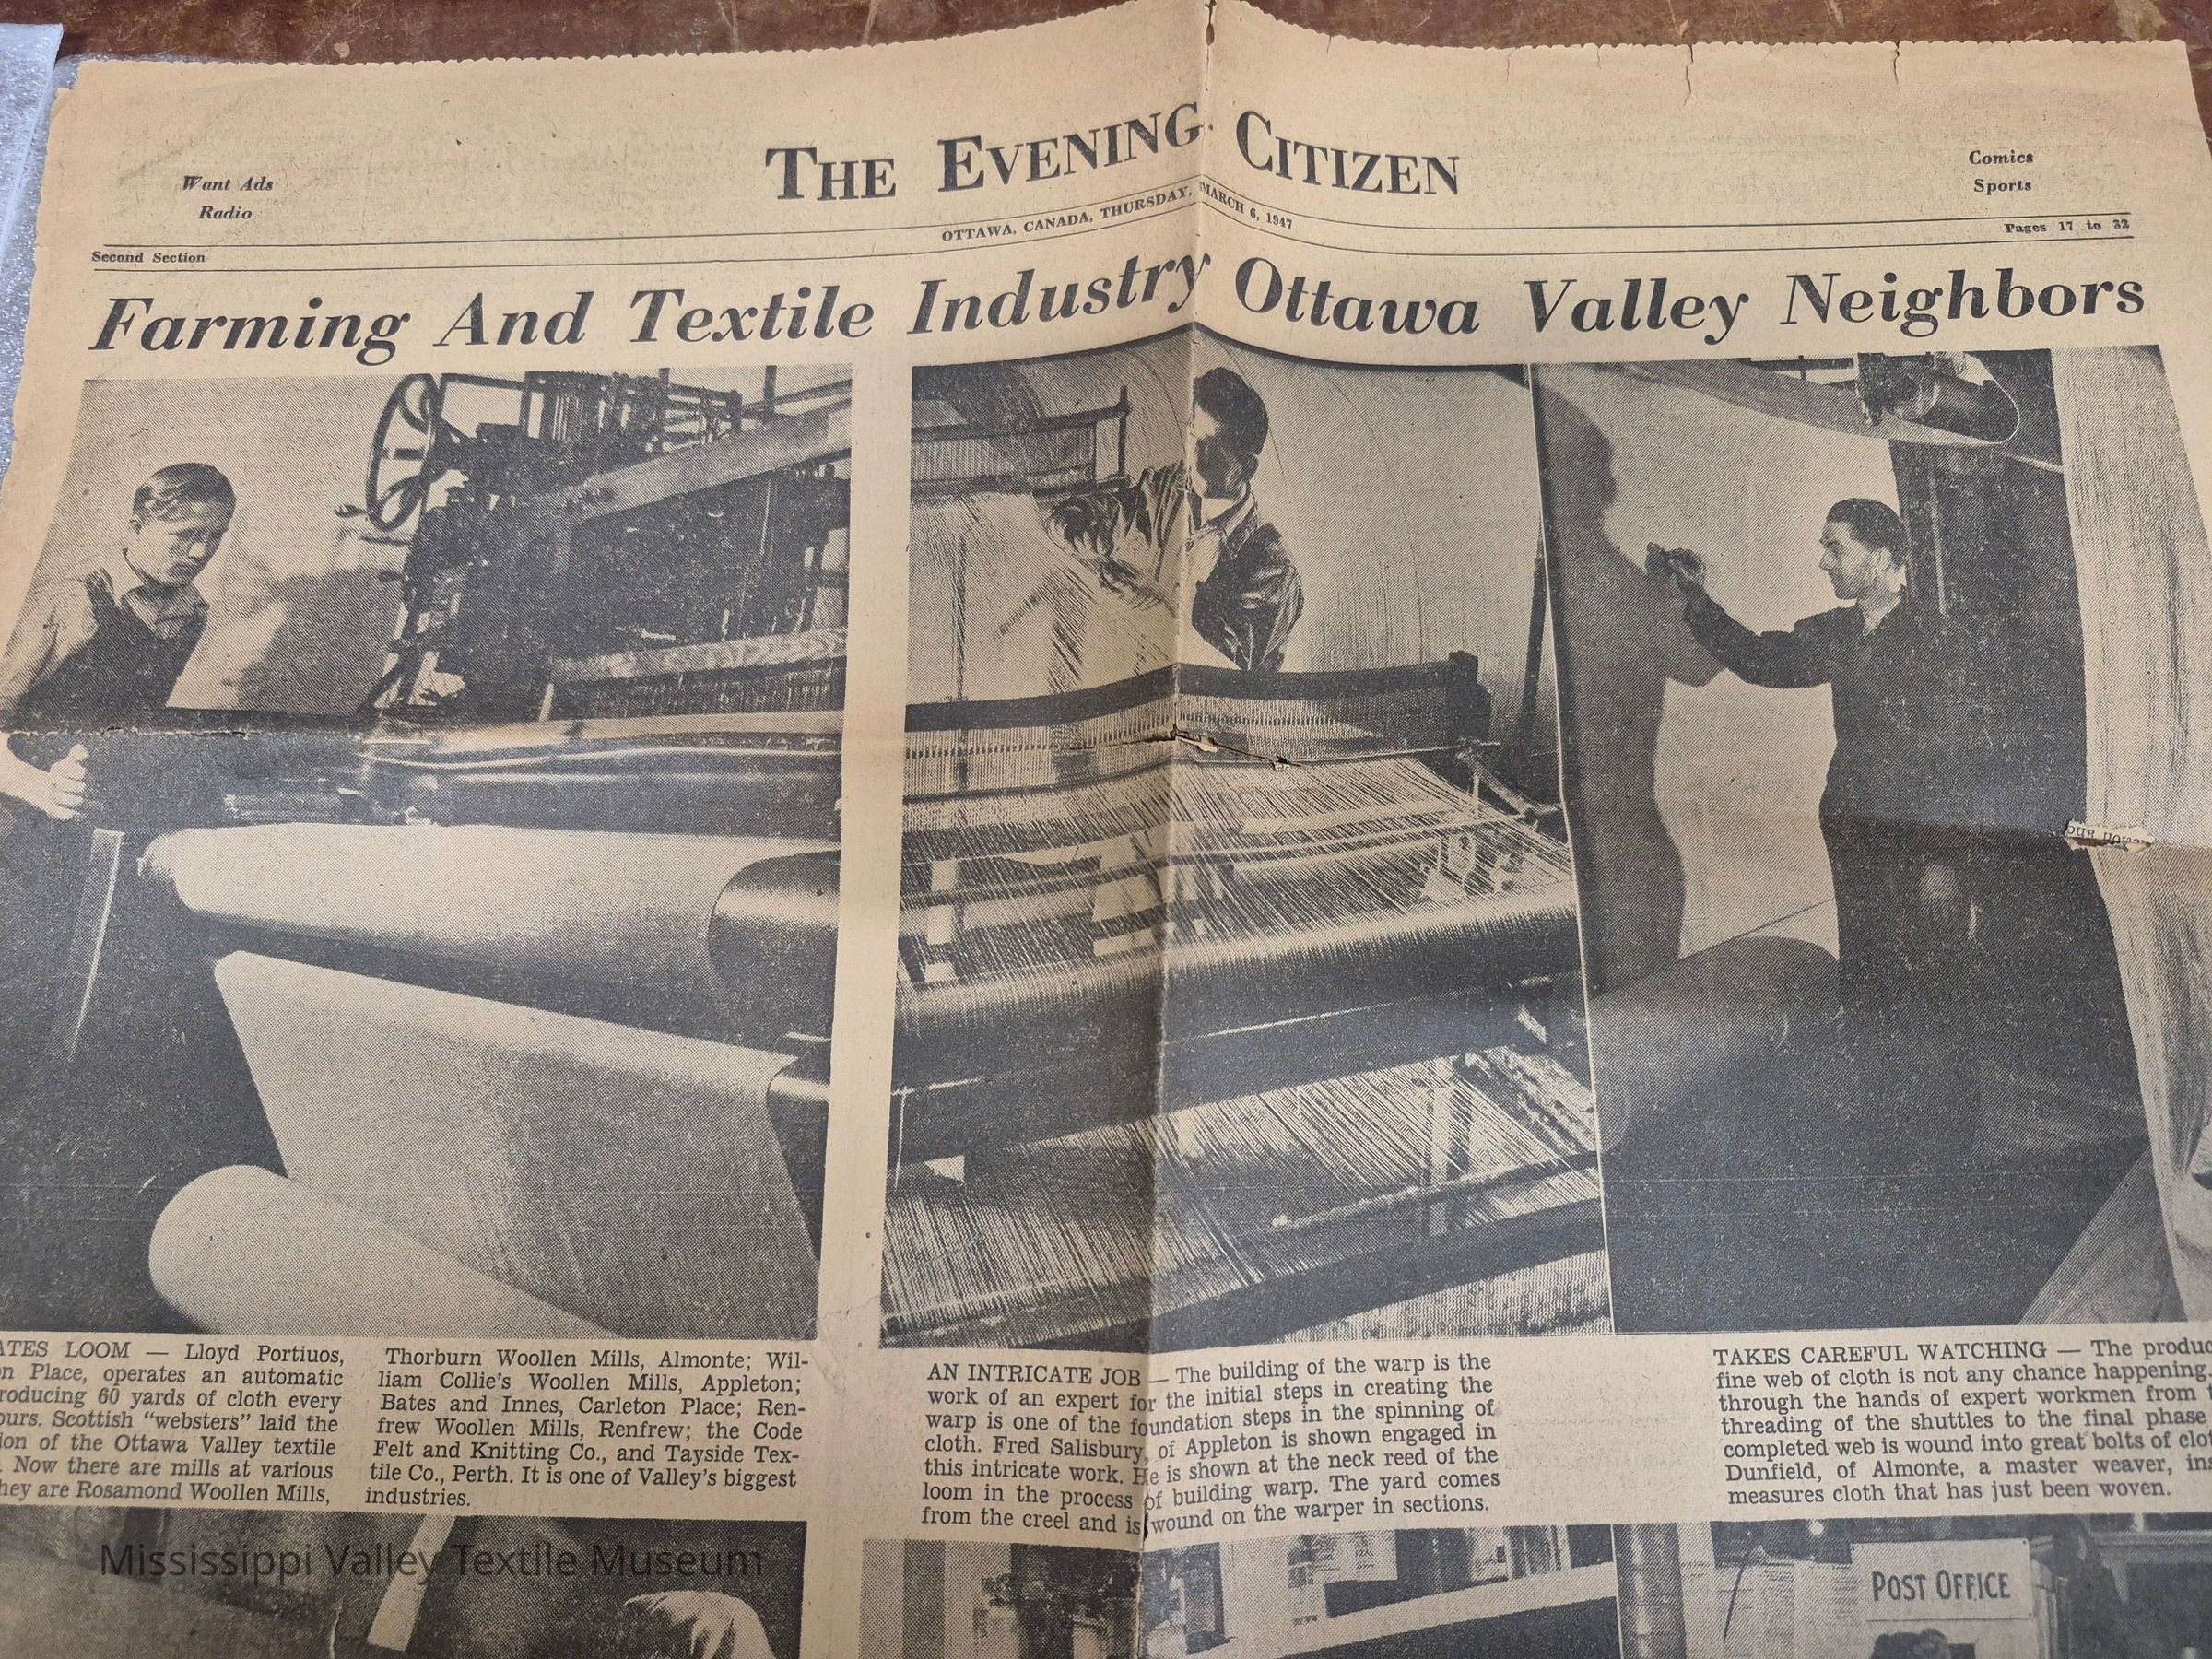 Want Ads
Radio
THE EVENING CITIZEN
Comics
Sports
OTTAWA, CANADA, THURSDAY, MARCH 6, 1947
Second Section
Pages 17 to 32
Farming And Textile Industry Ottawa Valley Neighbors
ATES LOOM — Lloyd Portiuos,
n Place, operates an automatic
roducing 60 yards of cloth every
ours. Scottish "websters" laid the
ion of the Ottawa Valley textile
. Now there are mills at various
hey are Rosamond Woollen Mills,
Thorburn Woollen Mills, Almonte; Wil-
liam Collie's Woollen Mills, Appleton;
Bates and Innes, Carleton Place; Ren-
frew Woollen Mills, Renfrew; the Code
Felt and Knitting Co., and Tayside Tex-
tile Co., Perth. It is one of Valley's biggest
industries.
AN INTRICATE JOB — The building of the warp is the
work of an expert for the initial steps in creating the
warp is one of the foundation steps in the spinning of
cloth. Fred Salisbury, of Appleton is shown engaged in
this intricate work. He is shown at the neck reed of the
loom in the process of building warp. The yard comes
from the creel and is wound on the warper in sections.
TAKES CAREFUL WATCHING — The produc
fine web of cloth is not any chance happening.
through the hands of expert workmen from t
threading of the shuttles to the final phase
completed web is wound into great bolts of clot
Dunfield, of Almonte, a master weaver, ins
measures cloth that has just been woven.
POST OFFICE
Mississippi Valley Textile Museum